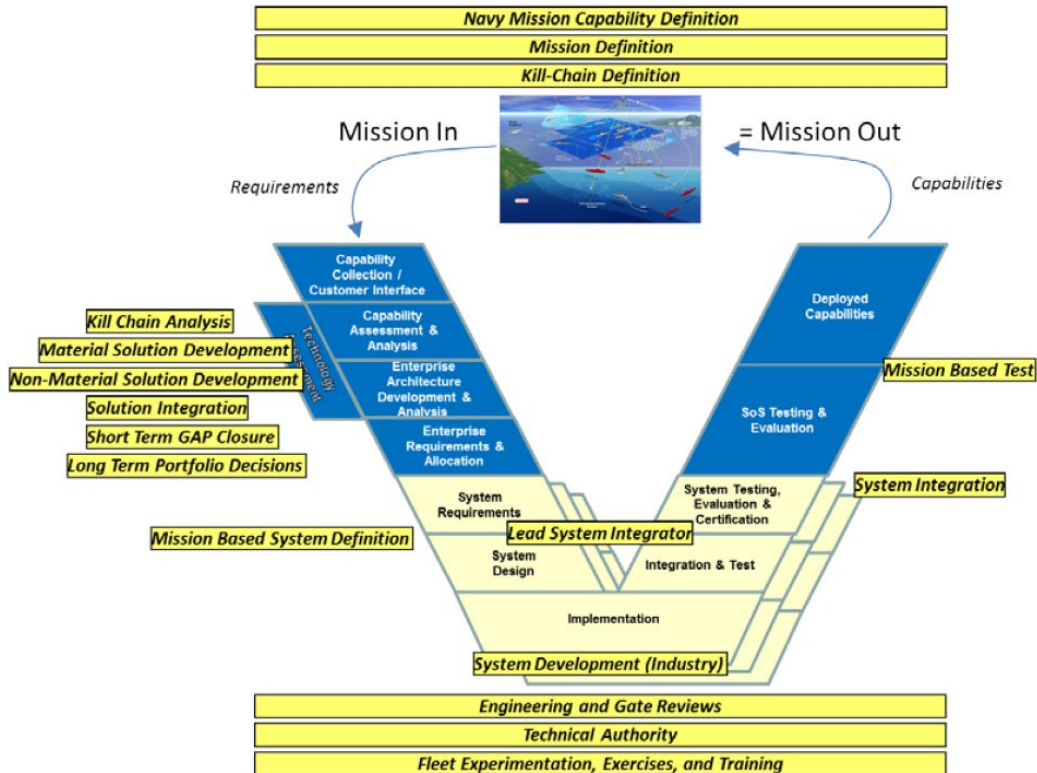 Navy Mission Capability Definition
Mission Definition
Kill-Chain Definition
Mission In
= Mission Out
Requirements
Capabilities
Capability
Collection /
Customer Interface
Capability
Assessment &
Analysis
Technology
Enterprise
Architecture
Development &
Analysis
Enterprise
Requirements &
Allocation
Kill Chain Analysis
Material Solution Development
Non-Material Solution Development
Solution Integration
Short Term GAP Closure
Long Term Portfolio Decisions
Mission Based System Definition
System
Requirements
System
Design
Lead System Integrator
Implementation
System Development (Industry)
Deployed
Capabilities
Mission Based Test
SoS Testing &
Evaluation
System Testing,
Evaluation &
Certification
System Integration
Integration & Test
Engineering and Gate Reviews
Technical Authority
Fleet Experimentation, Exercises, and Training